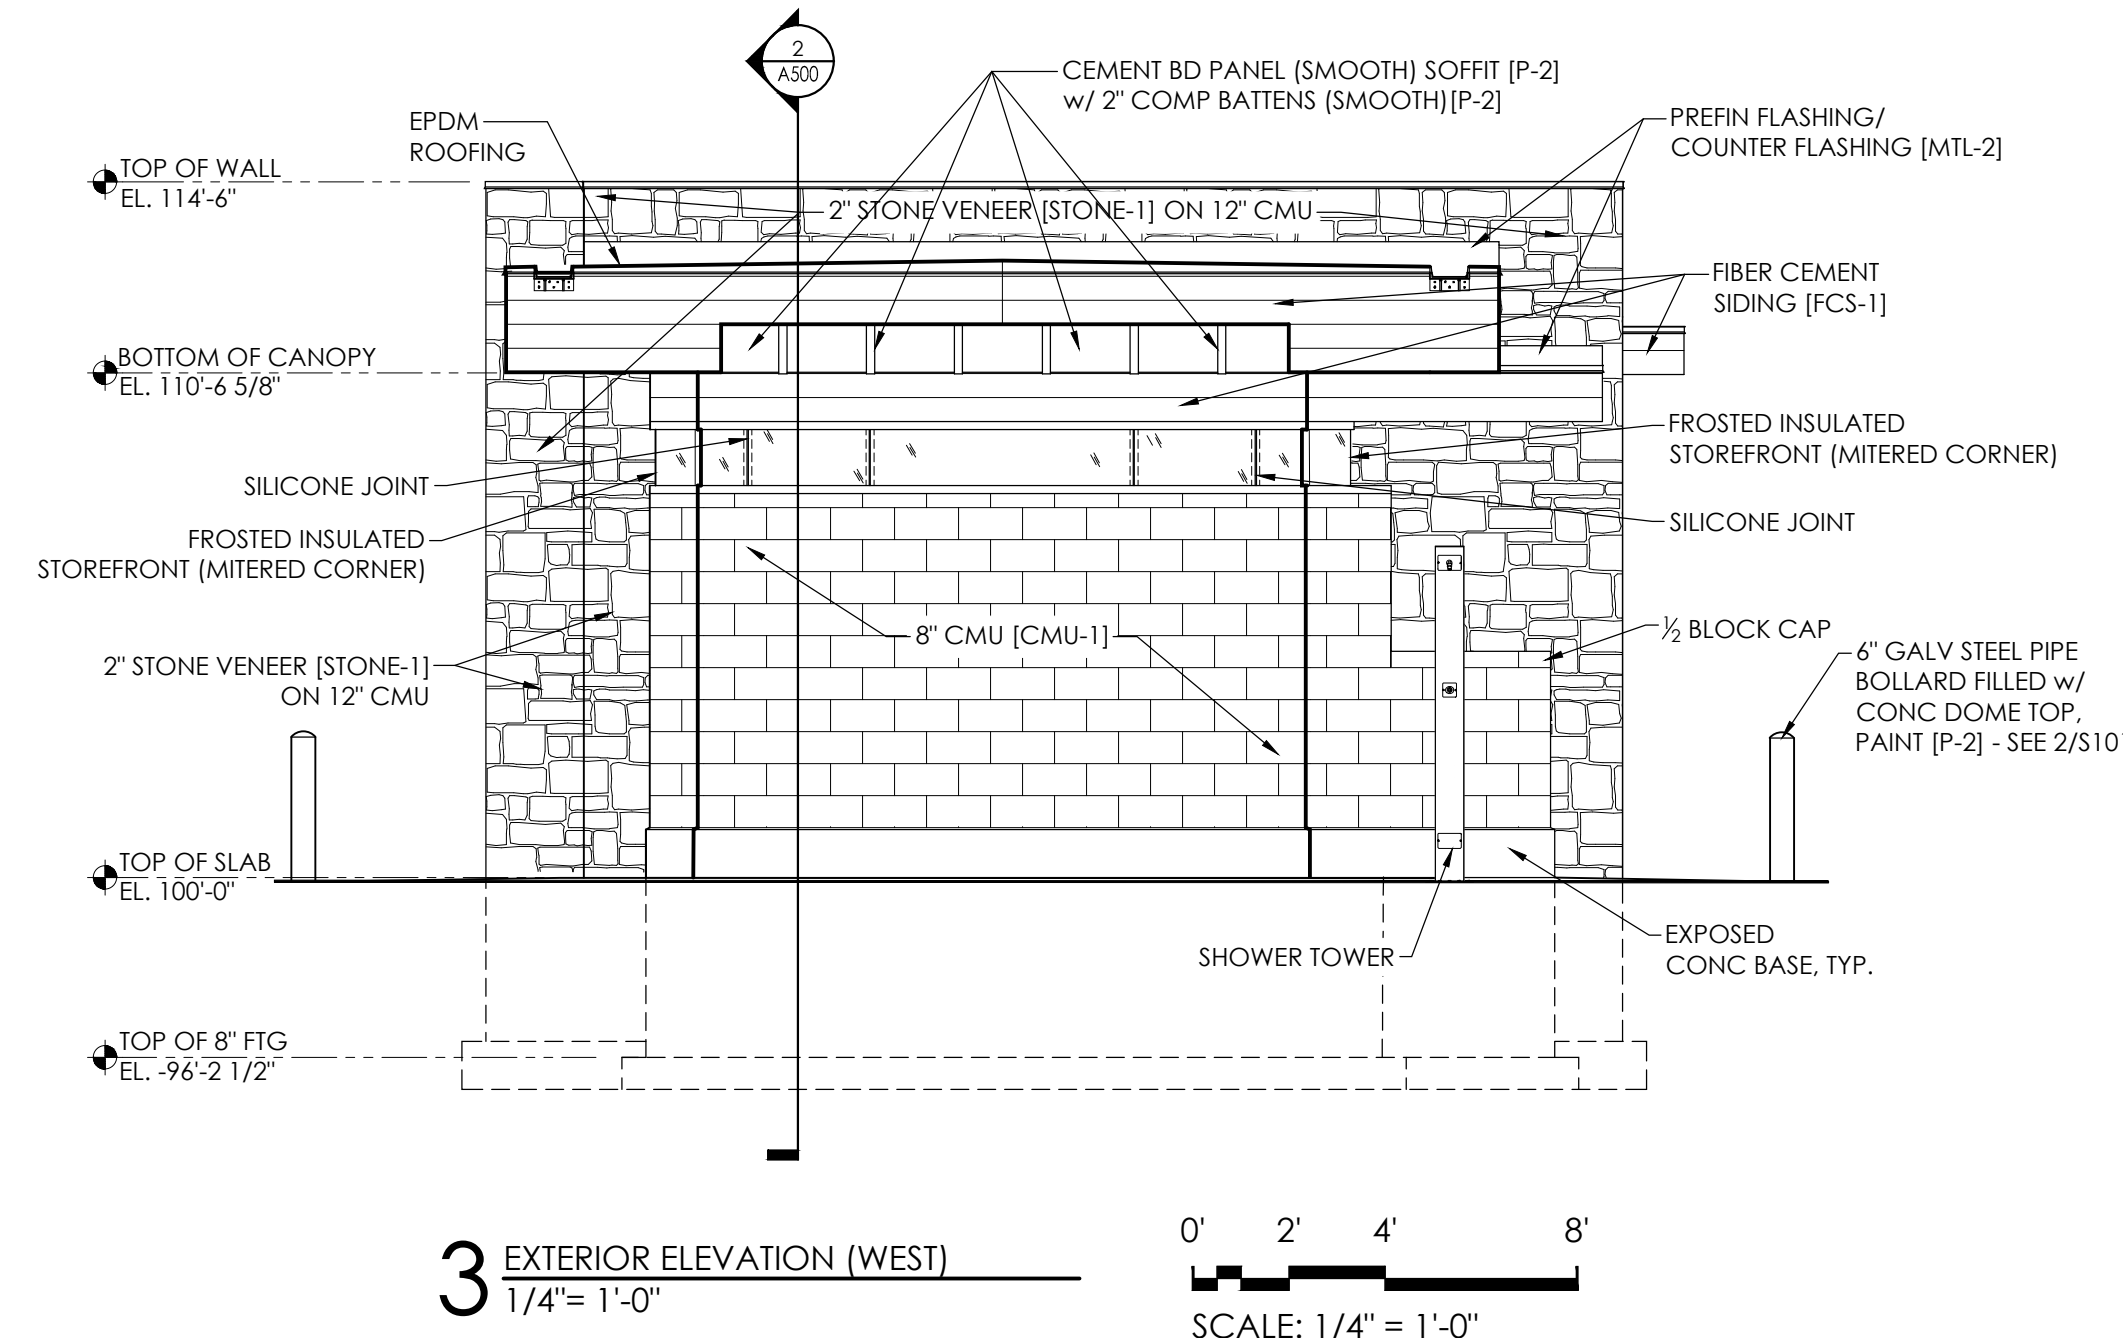 2
A500
CEMENT BD PANEL (SMOOTH) SOFFIT [P-2]
w/ 2" COMP BATTENS (SMOOTH)[P-2]
EPDM
ROOFING
PREFIN FLASHING/
COUNTER FLASHING [MTL-2]
TOP OF WALL
EL. 114'-6"
2" STONE VENEER [STONE-1] ON 12" CMU
FIBER CEMENT
SIDING [FCS-1]
BOTTOM OF CANOPY
EL. 110'-6 5/8"
FROSTED INSULATED
STOREFRONT (MITERED CORNER)
SILICONE JOINT
SILICONE JOINT
FROSTED INSULATED
STOREFRONT (MITERED CORNER)
8" CMU [CMU-1]
½ BLOCK CAP
2" STONE VENEER [STONE-1]
ON 12" CMU
6" GALV STEEL PIPE
BOLLARD FILLED w/
CONC DOME TOP,
PAINT [P-2] - SEE 2/S10
TOP OF SLAB
EL. 100'-0"
SHOWER TOWER
EXPOSED
CONC BASE, TYP.
TOP OF 8" FTG
EL. -96'-2 1/2"
3 EXTERIOR ELEVATION (WEST)
1/4"= 1'-0"
0' 2' 4' 8'
SCALE: 1/4" = 1'-0"